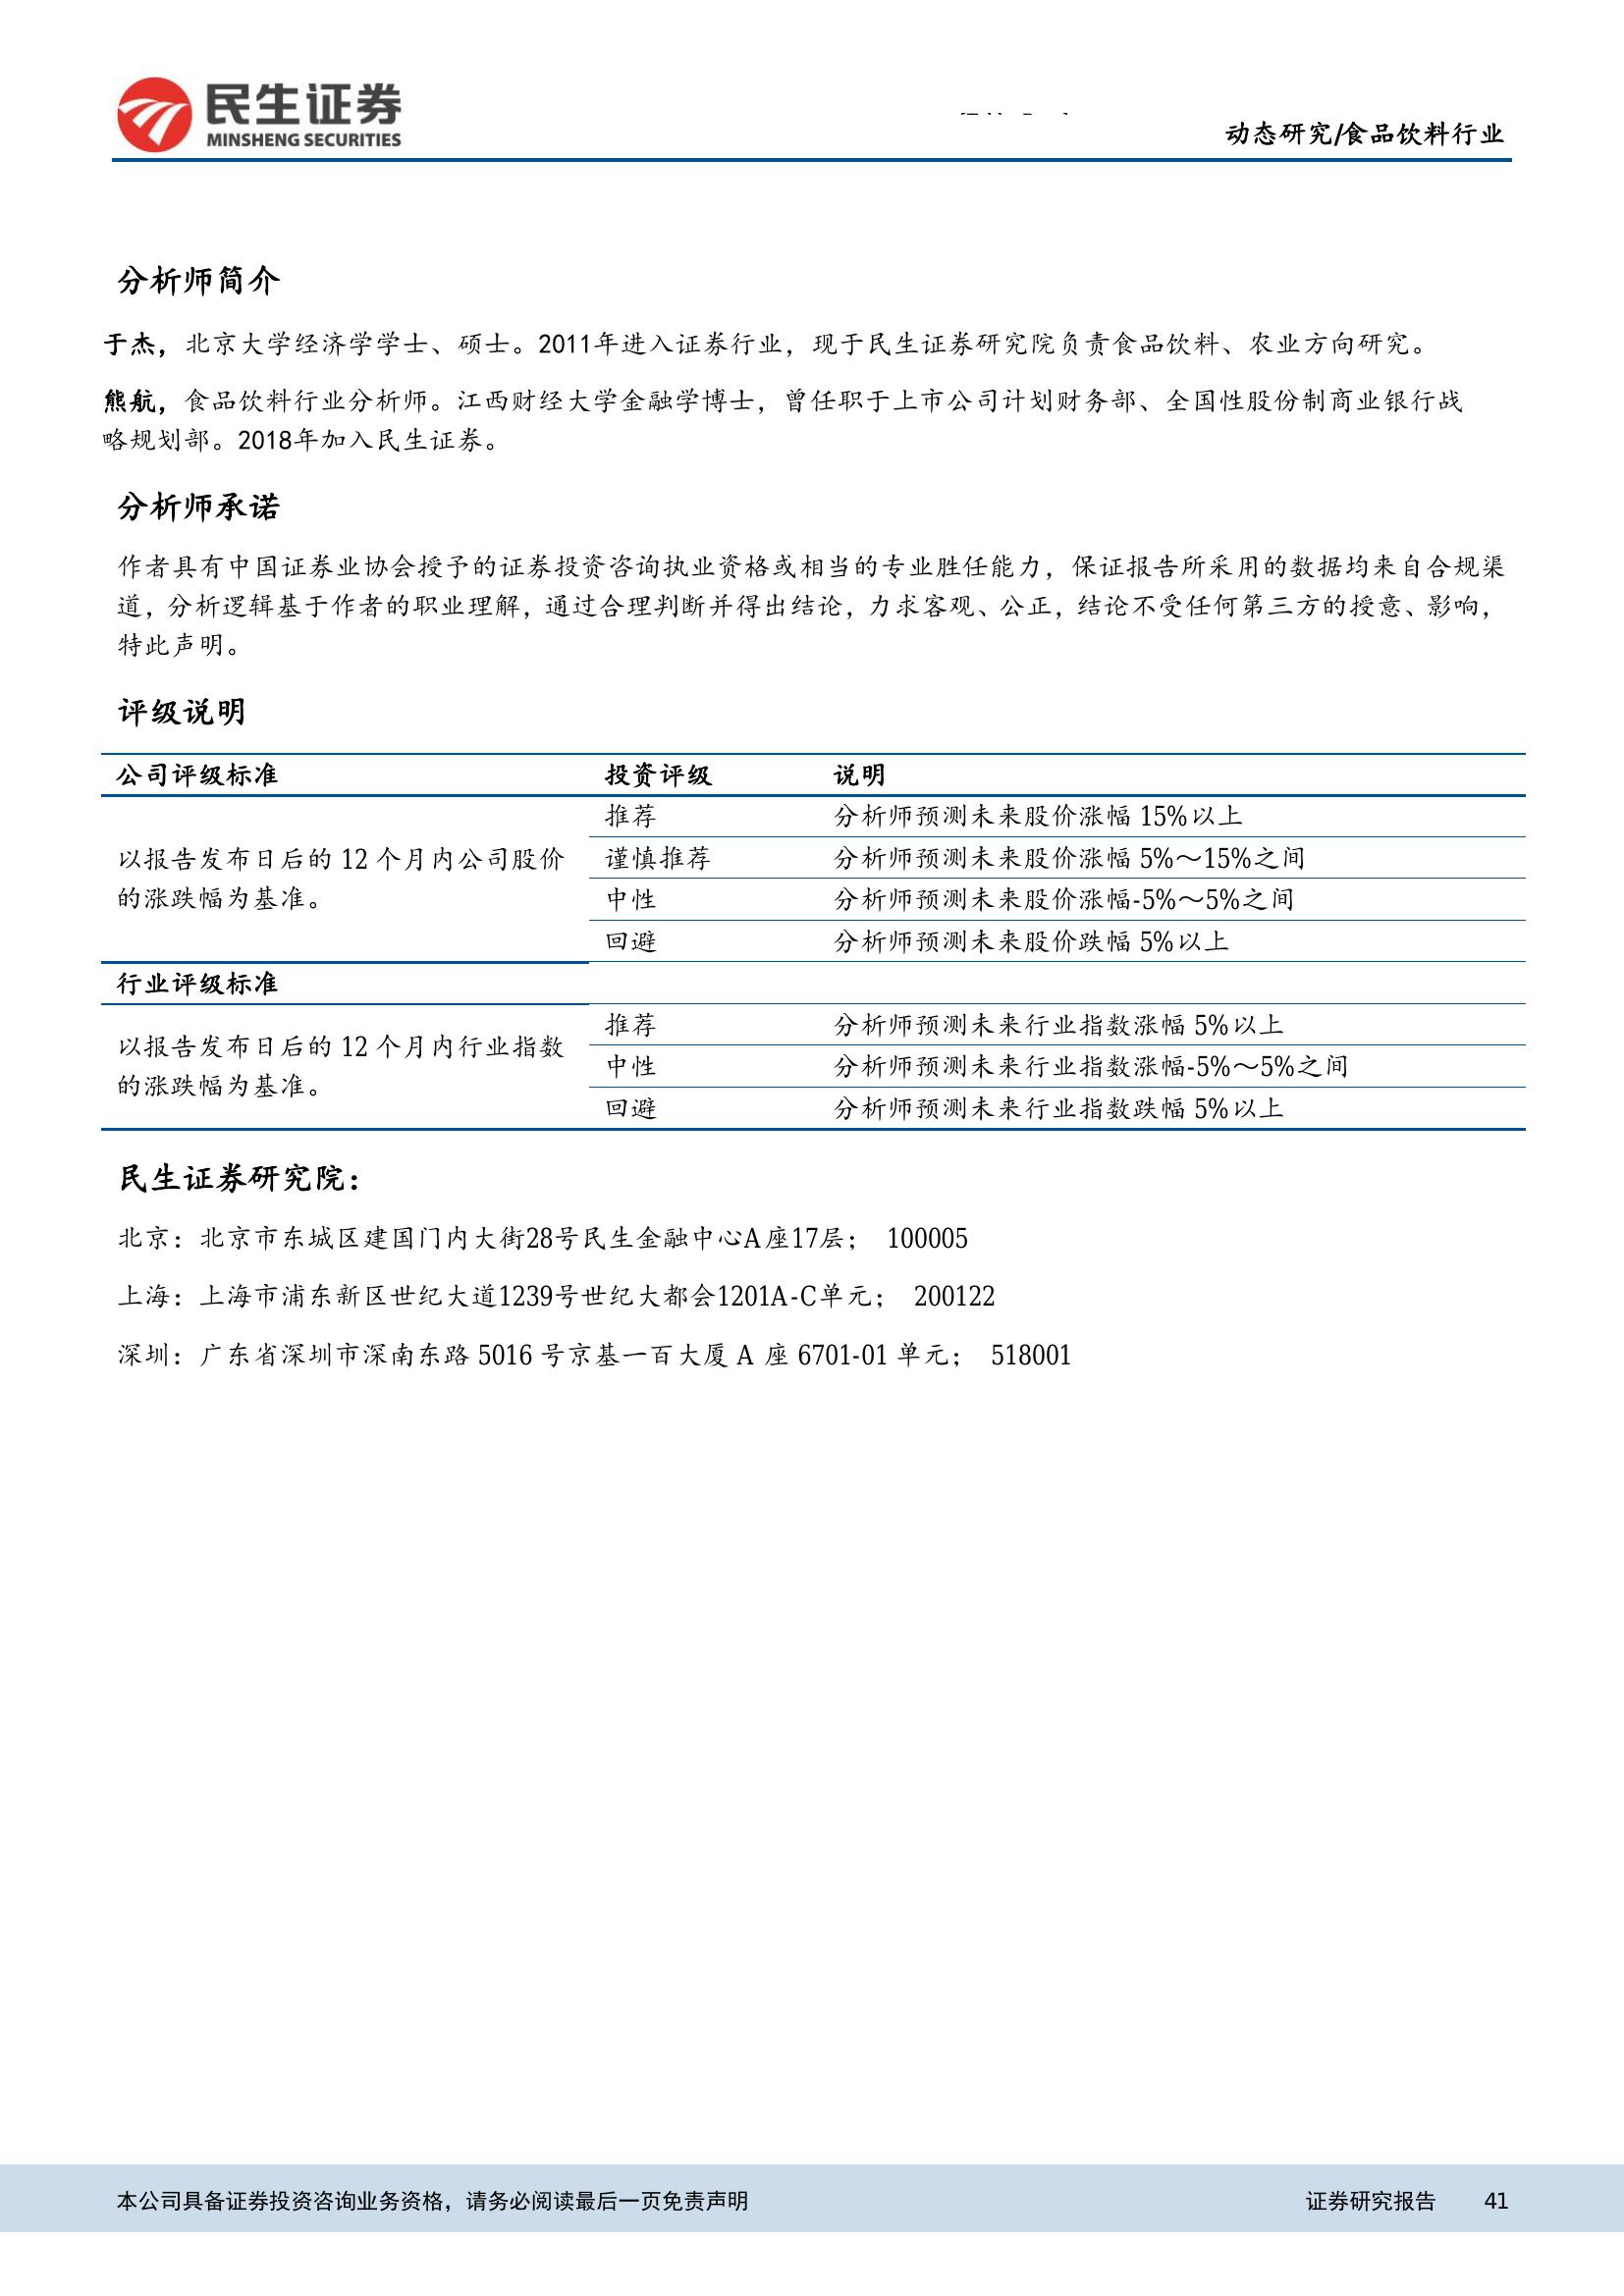 民生证券
MINSHENG SECURITIES
动态研究/食品饮料行业
分析师简介
于杰，北京大学经济学学士、硕士。2011年进入证券行业，现于民生证券研究院负责食品饮料、农业方向研究。
熊航，食品饮料行业分析师。江西财经大学金融学博士，曾任职于上市公司计划财务部、全国性股份制商业银行战
略规划部。2018年加入民生证券。
分析师承诺
作者具有中国证券业协会授予的证券投资咨询执业资格或相当的专业胜任能力，保证报告所采用的数据均来自合规渠
道，分析逻辑基于作者的职业理解，通过合理判断并得出结论，力求客观、公正，结论不受任何第三方的授意、影响，
特此声明。
评级说明
公司评级标准 投资评级 说明
以报告发布日后的 12 个月内公司股价
的涨跌幅为基准。
推荐 分析师预测未来股价涨幅 15%以上
谨慎推荐 分析师预测未来股价涨幅 5%～15%之间
中性 分析师预测未来股价涨幅-5%～5%之间
回避 分析师预测未来股价跌幅 5%以上
行业评级标准
以报告发布日后的 12 个月内行业指数
的涨跌幅为基准。
推荐 分析师预测未来行业指数涨幅 5%以上
中性 分析师预测未来行业指数涨幅-5%～5%之间
回避 分析师预测未来行业指数跌幅 5%以上
民生证券研究院：
北京：北京市东城区建国门内大街28号民生金融中心A座17层； 100005
上海：上海市浦东新区世纪大道1239号世纪大都会1201A-C单元； 200122
深圳：广东省深圳市深南东路 5016 号京基一百大厦 A 座 6701-01 单元； 518001
本公司具备证券投资咨询业务资格，请务必阅读最后一页免责声明 证券研究报告 41